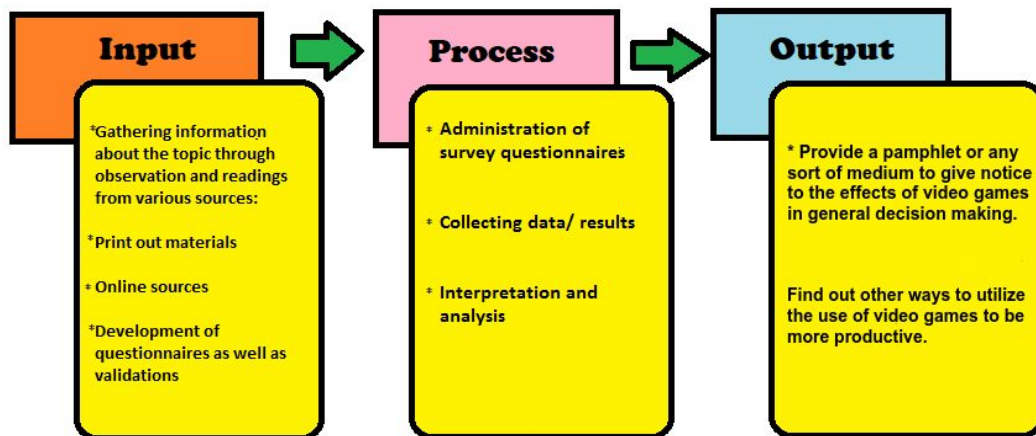 Input
*Gathering information
about the topic through
observation and readings
from various sources:
*Print out materials
* Online sources
*Development of
questionnaires as well as
validations
Process
* Administration of
survey questionnaires
* Collecting data/ results
* Interpretation and
analysis
Output
* Provide a pamphlet or any
sort of medium to give notice
to the effects of video games
in general decision making.
Find out other ways to utilize
the use of video games to be
more productive.